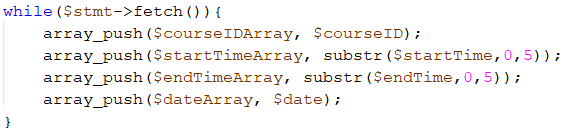 while($stmt->fetch()){
    array_push($courseIDArray, $courseID);
    array_push($startTimeArray, substr($startTime,0,5));
    array_push($endTimeArray, substr($endTime,0,5));
    array_push($dateArray, $date);
}